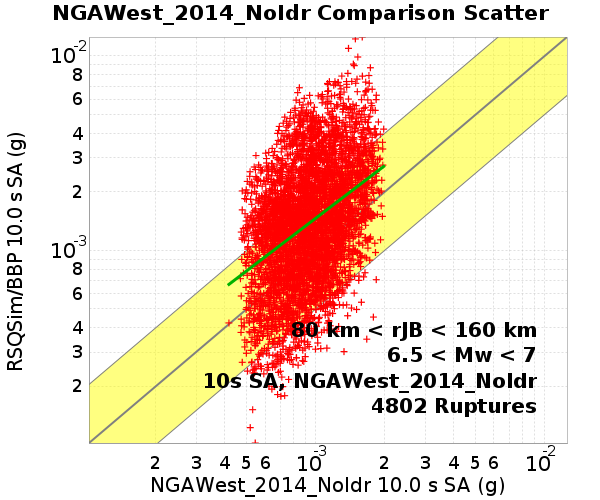 NGAWest_2014_NoIdr Comparison Scatter
RSQSim/BBP 10.0 s SA (g)
10-2
8
6
4
3
2
10-3
8
6
4
3
2
80 km < rJB < 160 km
6.5 < Mw < 7
10s SA, NGAWest_2014_NoIdr
4802 Ruptures
2 3 4 5 6 10-3 2 3 4 5 6 10-2
NGAWest_2014_NoIdr 10.0 s SA (g)